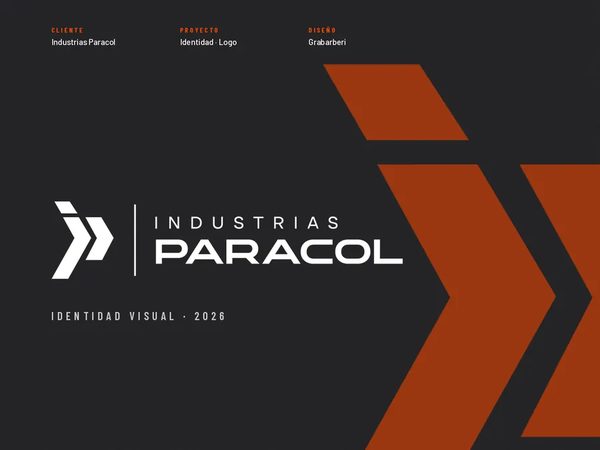 CLIENTE
Industrias Paracol
PROYECTO
Identidad · Logo
DISEÑO
Grabarberi
INDUSTRIAS
PARACOL
IDENTIDAD VISUAL · 2026